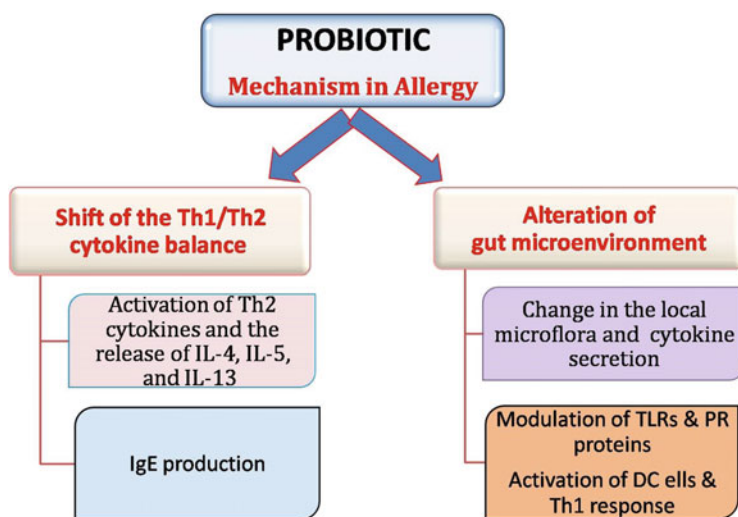 PROBIOTIC
Mechanism in Allergy
Shift of the Th1/Th2
cytokine balance
Activation of Th2
cytokines and the
release of IL-4, IL-5,
and IL-13
IgE production
Alteration of
gut microenvironment
Change in the local
microflora and cytokine
secretion
Modulation of TLRs & PR
proteins
Activation of DC ells &
Th1 response